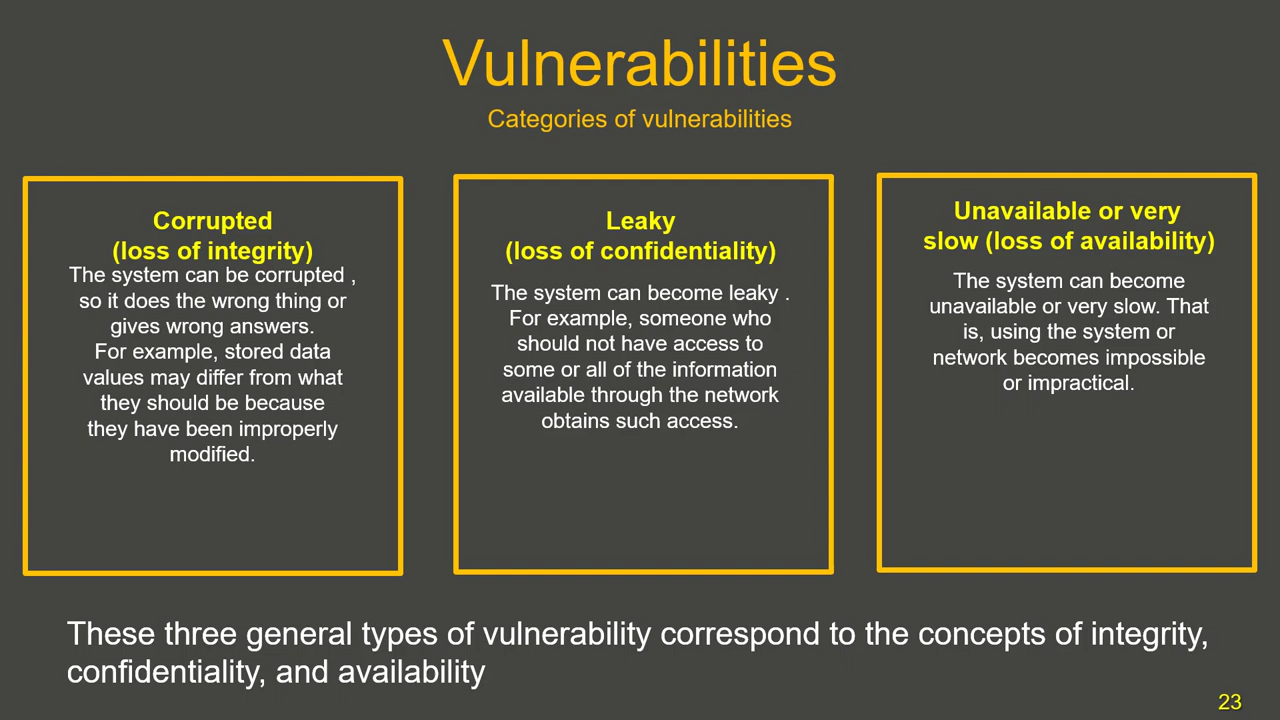 Vulnerabilities
Categories of vulnerabilities
Corrupted
(loss of integrity)
The system can be corrupted ,
so it does the wrong thing or
gives wrong answers.
For example, stored data
values may differ from what
they should be because
they have been improperly
modified.
Leaky
(loss of confidentiality)
The system can become leaky .
For example, someone who
should not have access to
some or all of the information
available through the network
obtains such access.
Unavailable or very
slow (loss of availability)
The system can become
unavailable or very slow. That
is, using the system or
network becomes impossible
or impractical.
These three general types of vulnerability correspond to the concepts of integrity,
confidentiality, and availability
23